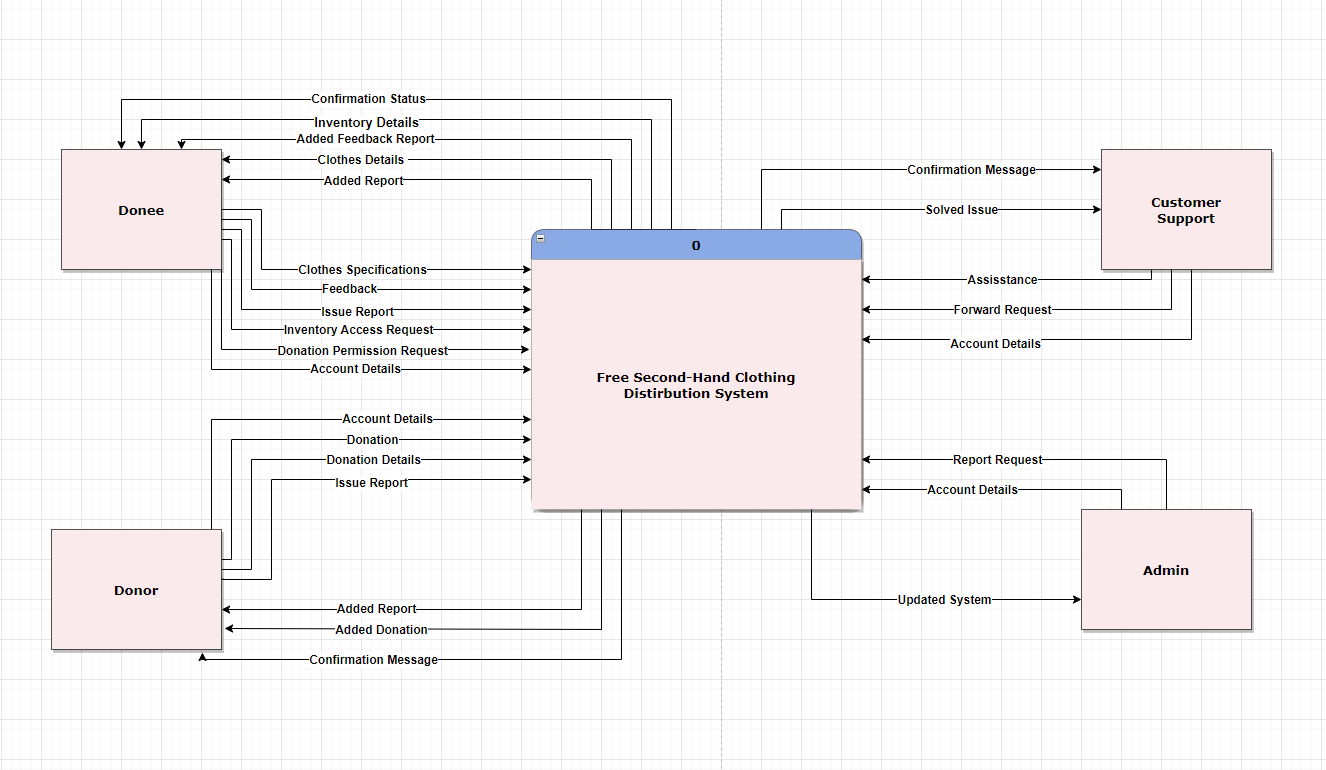 Confirmation Status
Inventory Details
Added Feedback Report
Clothes Details
Added Report
Donee
Clothes Specifications
Feedback
Issue Report
Inventory Access Request
Donation Permission Request
Account Details
Confirmation Message
Solved Issue
Customer
Support
Assisstance
Forward Request
Account Details
0
Free Second-Hand Clothing
Distirbution System
Account Details
Donation
Donation Details
Issue Report
Donor
Added Report
Added Donation
Confirmation Message
Report Request
Account Details
Admin
Updated System